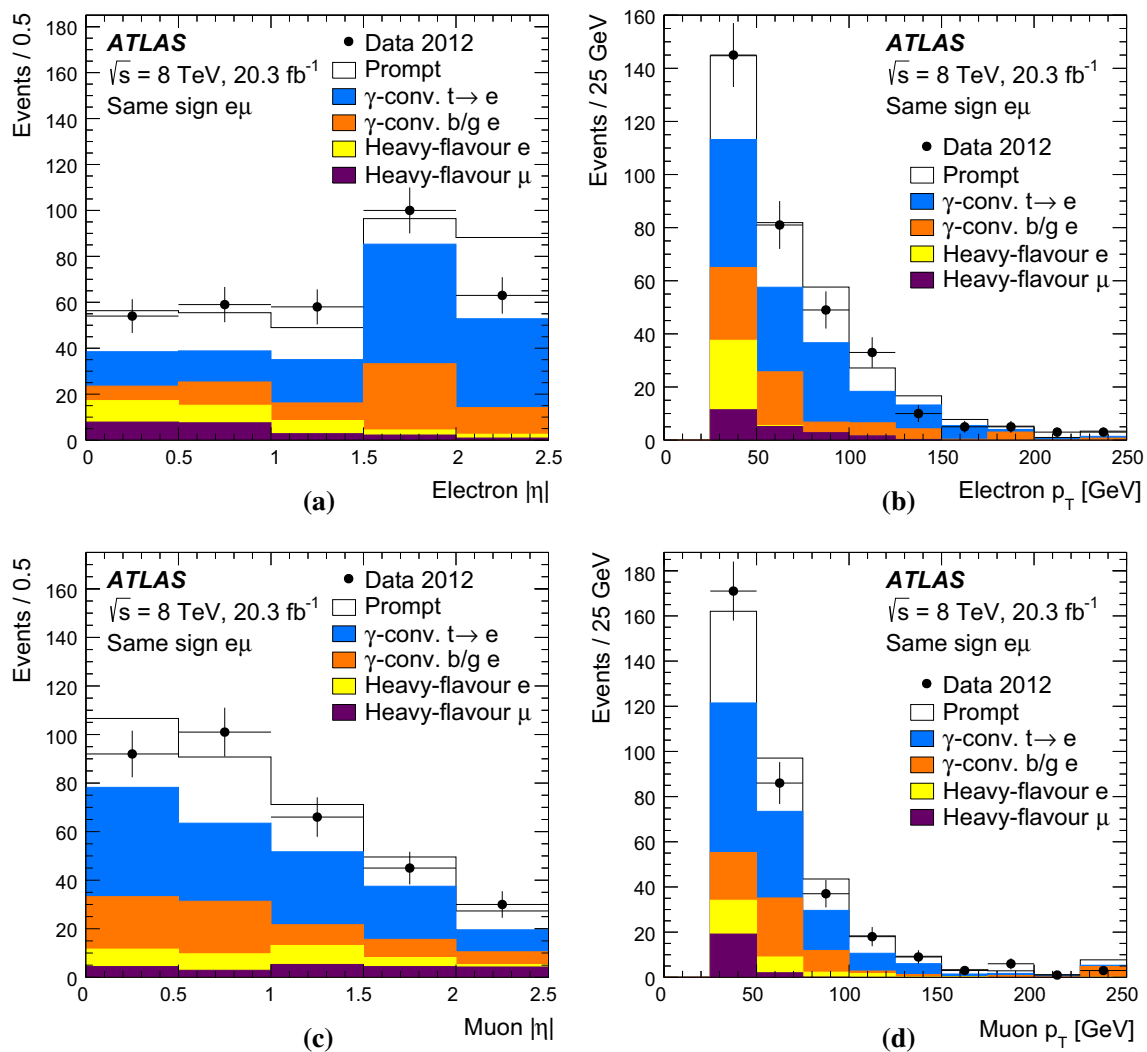 Events / 0.5
180
160
140
120
100
80
60
40
20
0
ATLAS
√s = 8 TeV, 20.3 fb⁻¹
Same sign eμ
Data 2012
Prompt
γ-conv. t→ e
γ-conv. b/g e
Heavy-flavour e
Heavy-flavour μ
0 0.5 1 1.5 2 2.5
Electron |η|
(a)
Events / 25 GeV
160
140
120
100
80
60
40
20
0
ATLAS
√s = 8 TeV, 20.3 fb⁻¹
Same sign eμ
Data 2012
Prompt
γ-conv. t→ e
γ-conv. b/g e
Heavy-flavour e
Heavy-flavour μ
0 50 100 150 200 250
Electron p_T [GeV]
(b)
Events / 0.5
160
140
120
100
80
60
40
20
0
ATLAS
√s = 8 TeV, 20.3 fb⁻¹
Same sign eμ
Data 2012
Prompt
γ-conv. t→ e
γ-conv. b/g e
Heavy-flavour e
Heavy-flavour μ
0 0.5 1 1.5 2 2.5
Muon |η|
(c)
Events / 25 GeV
180
160
140
120
100
80
60
40
20
0
ATLAS
√s = 8 TeV, 20.3 fb⁻¹
Same sign eμ
Data 2012
Prompt
γ-conv. t→ e
γ-conv. b/g e
Heavy-flavour e
Heavy-flavour μ
0 50 100 150 200 250
Muon p_T [GeV]
(d)